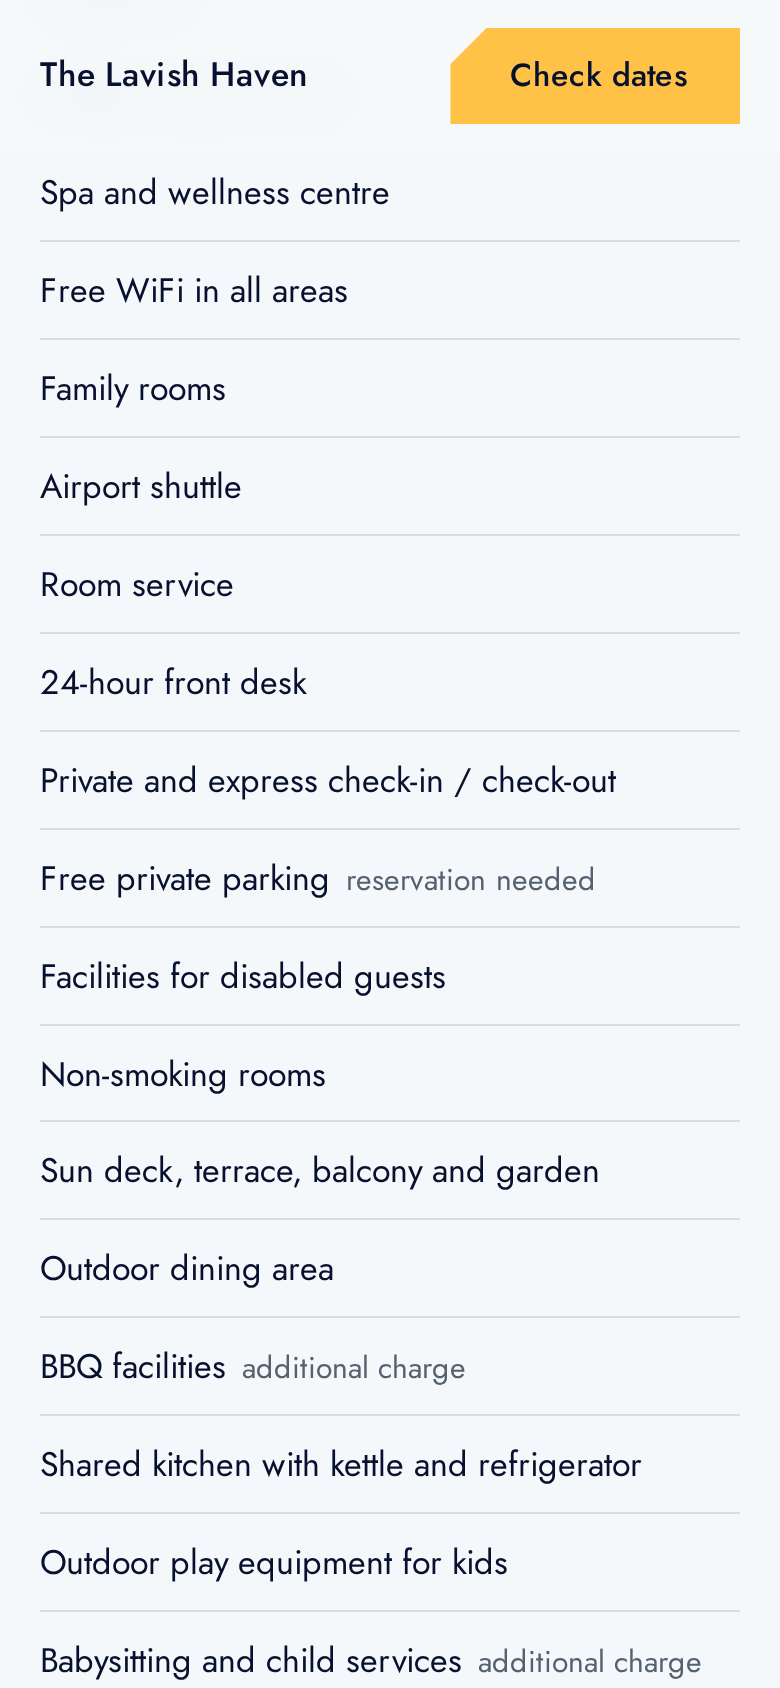 The Lavish Haven
Check dates
Spa and wellness centre
Free WiFi in all areas
Family rooms
Airport shuttle
Room service
24-hour front desk
Private and express check-in / check-out
Free private parking reservation needed
Facilities for disabled guests
Non-smoking rooms
Sun deck, terrace, balcony and garden
Outdoor dining area
BBQ facilities additional charge
Shared kitchen with kettle and refrigerator
Outdoor play equipment for kids
Babysitting and child services additional charge